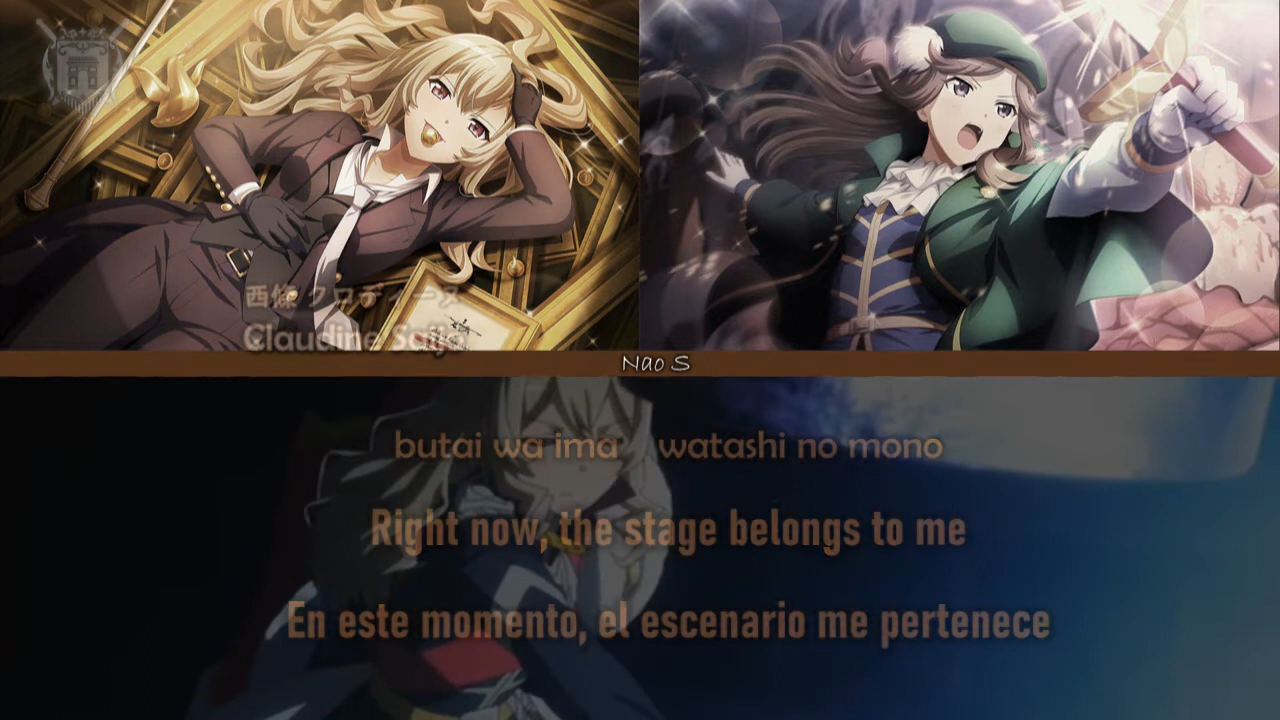 西條 クロディーヌ
Claudine Saijo
Nao S
butai wa ima watashi no mono
Right now, the stage belongs to me
En este momento, el escenario me pertenece